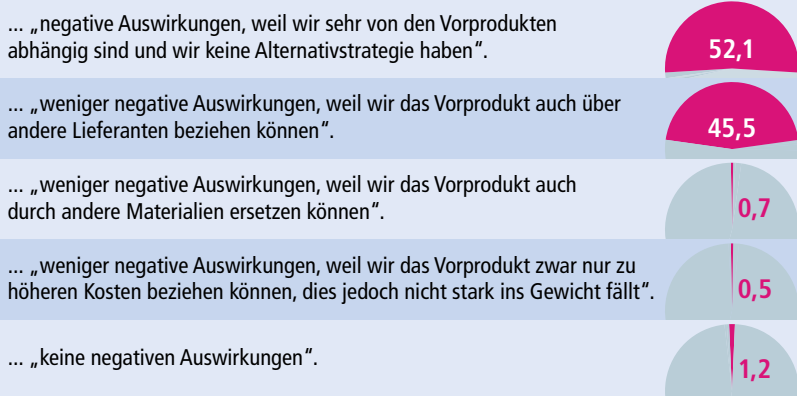 ... „negative Auswirkungen, weil wir sehr von den Vorprodukten
abhängig sind und wir keine Alternativstrategie haben“.
52,1
... „weniger negative Auswirkungen, weil wir das Vorprodukt auch über
andere Lieferanten beziehen können“.
45,5
... „weniger negative Auswirkungen, weil wir das Vorprodukt auch
durch andere Materialien ersetzen können“.
0,7
... „weniger negative Auswirkungen, weil wir das Vorprodukt zwar nur zu
höheren Kosten beziehen können, dies jedoch nicht stark ins Gewicht fällt“.
0,5
... „keine negativen Auswirkungen“.
1,2